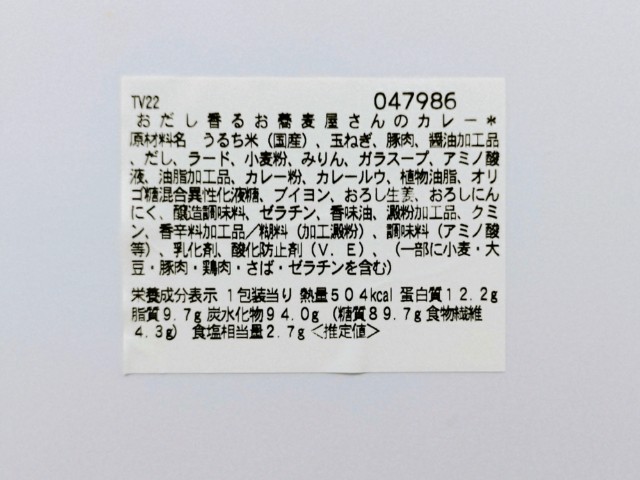 TV22 047986
おだし香るお蕎麦屋さんのカレー*
原材料名 うるち米（国産）、玉ねぎ、豚肉、醤油加工品
、だし、ラード、小麦粉、みりん、ガラスープ、アミノ酸
液、油脂加工品、カレー粉、カレールウ、植物油脂、オリ
ゴ糖混合異性化液糖、ブイヨン、おろし生姜、おろしにん
にく、醸造調味料、ゼラチン、香味油、澱粉加工品、クミ
ン、香辛料加工品／糊料（加工澱粉）、調味料（アミノ酸
等）、乳化剤、酸化防止剤（V．E）、（一部に小麦・大
豆・豚肉・鶏肉・さば・ゼラチンを含む）
栄養成分表示 1包装当り 熱量504kcal 蛋白質12.2g
脂質9.7g 炭水化物94.0g（糖質89.7g 食物繊維
4.3g） 食塩相当量2.7g＜推定値＞